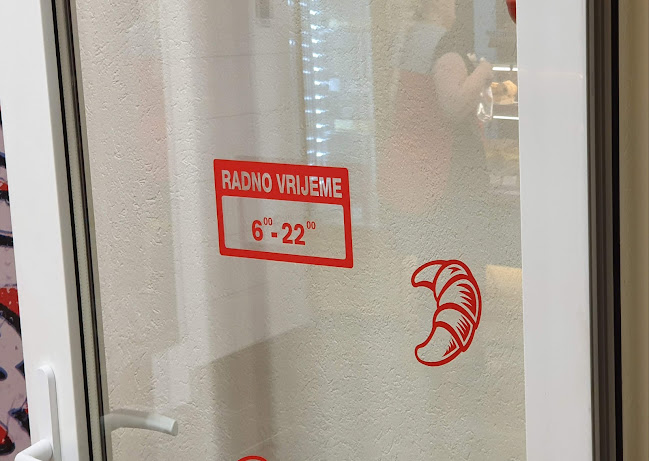 RADNO VRIJEME
6⁰⁰ - 22⁰⁰